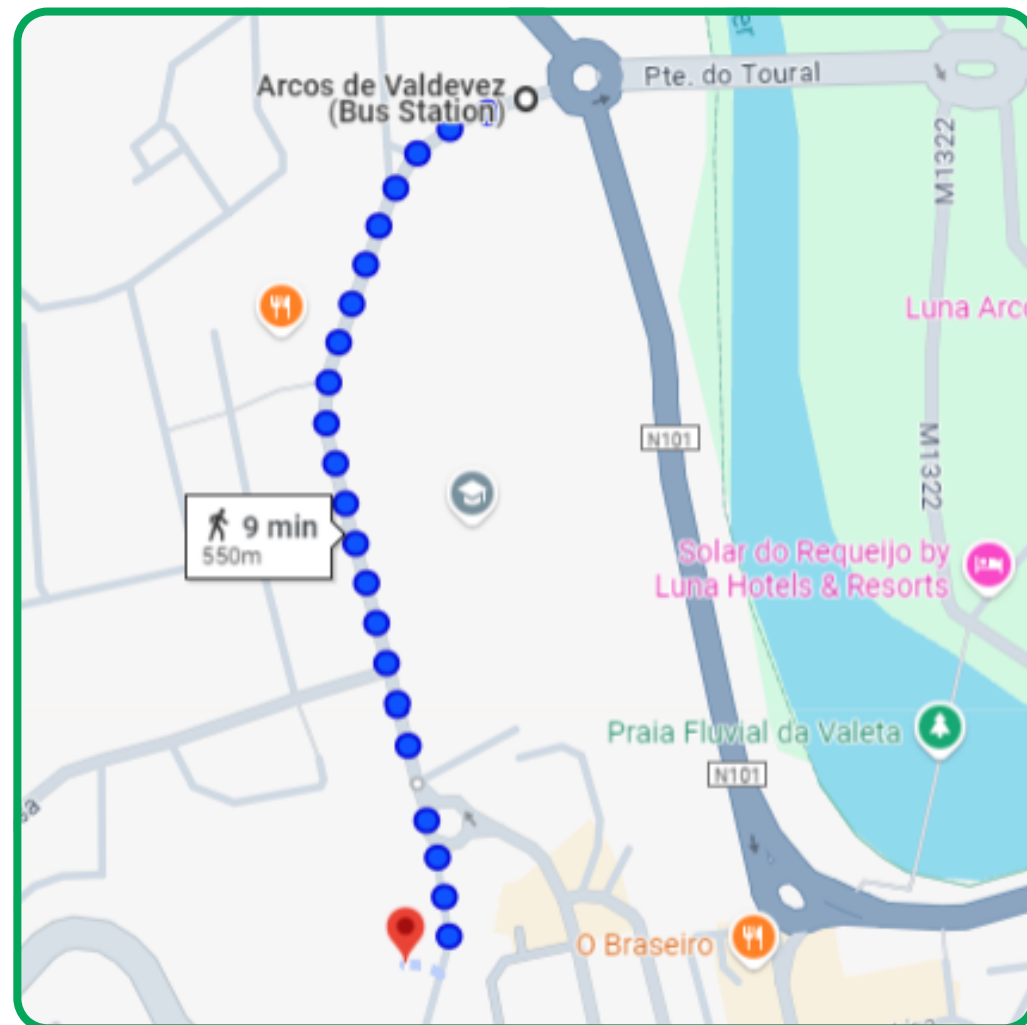 Arcos de Valdevez
(Bus Station)
Pte. do Toural
M1322
Luna Arco
N101
M1322
9 min
550m
Solar do Requeijo by
Luna Hotels & Resorts
Praia Fluvial da Valeta
N101
O Braseiro